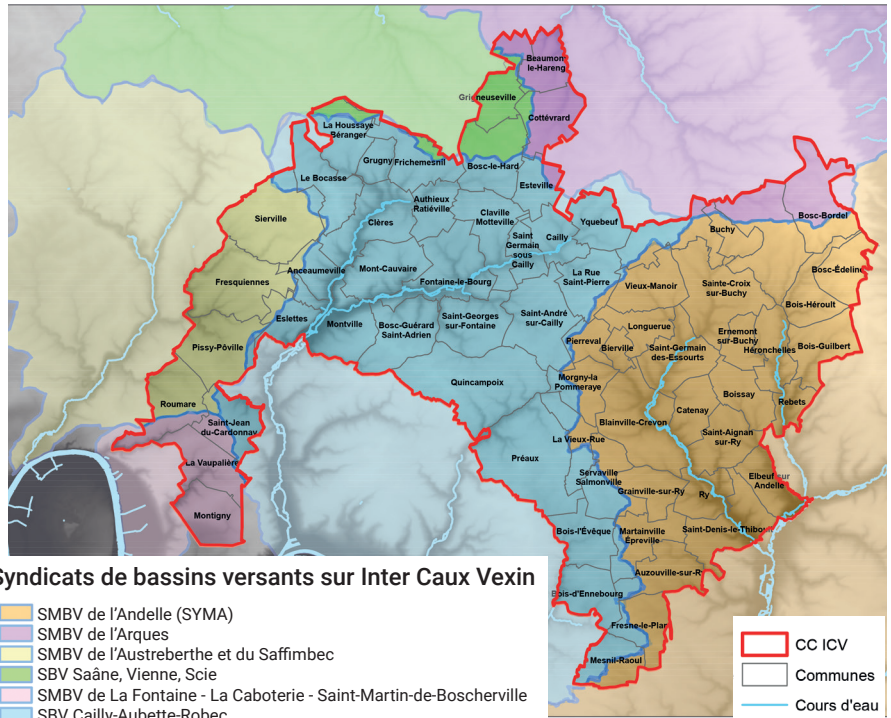 Beaumont
le-Hareng
Grigneuseville
Cottévrard
La Houssaye
Béranger
Grugny
Frichemesnil
Bosc-le-Hard
Le Bocasse
Esteville
Authieux
Ratiéville
Sierville
Clères
Claville
Motteville
Yquebeuf
Bosc-Bordel
Saint
Germain
sous
Cailly
Cailly
Buchy
Anceaumeville
Mont-Cauvaire
Fontaine-le-Bourg
La Rue
Saint-Pierre
Bosc-Édeline
Fresquiennes
Vieux-Manoir
Sainte-Croix
sur-Buchy
Bois-Héroult
Eslettes
Montville
Bosc-Guérard
Saint-Adrien
Saint-Georges
sur-Fontaine
Saint-André
sur-Cailly
Longuerue
Ernemont
sur-Buchy
Pissy-Pôville
Pierreval
Bierville
Saint-Germain
des-Essourts
Héronchelles
Bois-Guilbert
Quincampoix
Morgny-la
Pommeraye
Boissay
Rebets
Roumare
Catenay
Saint-Jean
du-Cardonnay
Blainville-Crevon
Saint-Aignan
sur-Ry
La Vieux-Rue
La Vaupalière
Préaux
Servaville
Salmonville
Elbeuf-sur
Andelle
Grainville-sur-Ry
Ry
Montigny
Bois-l'Évêque
Martainville
Épreville
Saint-Denis-le-Thibou
Auzouville-sur-R
Bois-d'Ennebourg
Fresne-le-Plan
Mesnil-Raoul
Syndicats de bassins versants sur Inter Caux Vexin
SMBV de l'Andelle (SYMA)
SMBV de l'Arques
SMBV de l'Austreberthe et du Saffimbec
SBV Saâne, Vienne, Scie
SMBV de La Fontaine - La Caboterie - Saint-Martin-de-Boscherville
SBV Cailly-Aubette-Robec
CC ICV
Communes
Cours d'eau